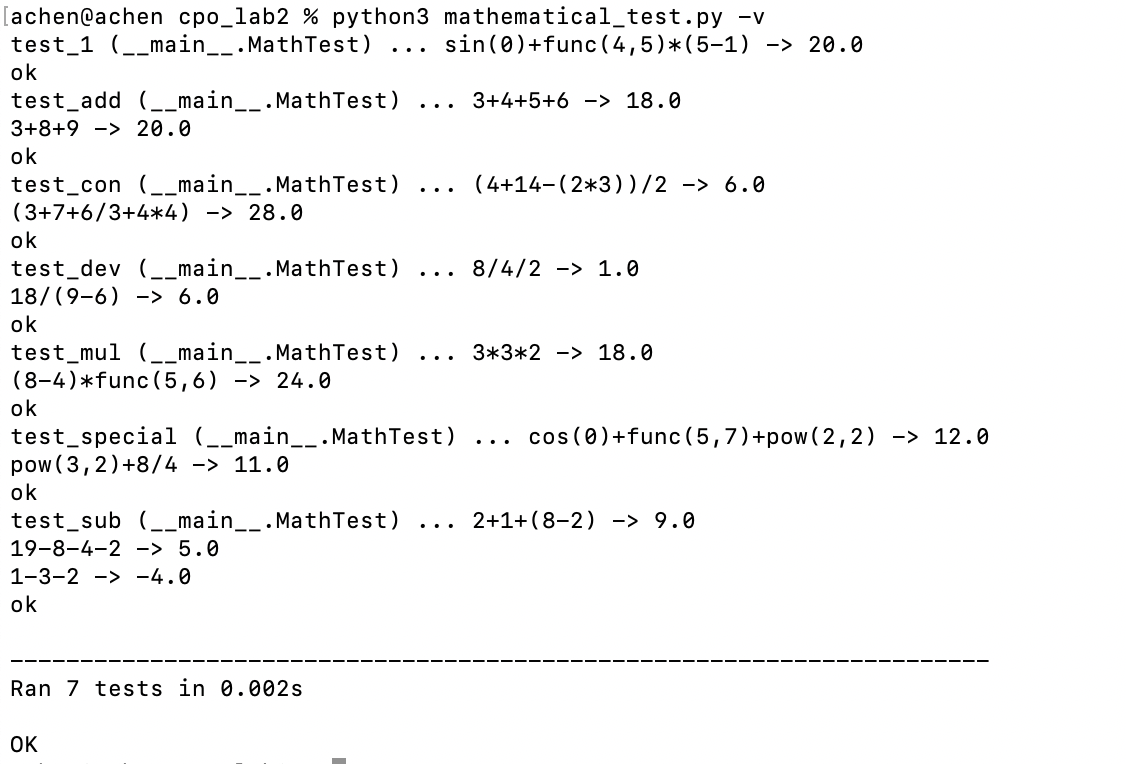 [achen@achen cpo_lab2 % python3 mathematical_test.py -v
test_1 (__main__.MathTest) ... sin(0)+func(4,5)*(5-1) -> 20.0
ok
test_add (__main__.MathTest) ... 3+4+5+6 -> 18.0
3+8+9 -> 20.0
ok
test_con (__main__.MathTest) ... (4+14-(2*3))/2 -> 6.0
(3+7+6/3+4*4) -> 28.0
ok
test_dev (__main__.MathTest) ... 8/4/2 -> 1.0
18/(9-6) -> 6.0
ok
test_mul (__main__.MathTest) ... 3*3*2 -> 18.0
(8-4)*func(5,6) -> 24.0
ok
test_special (__main__.MathTest) ... cos(0)+func(5,7)+pow(2,2) -> 12.0
pow(3,2)+8/4 -> 11.0
ok
test_sub (__main__.MathTest) ... 2+1+(8-2) -> 9.0
19-8-4-2 -> 5.0
1-3-2 -> -4.0
ok
----------------------------------------------------------------------
Ran 7 tests in 0.002s
OK